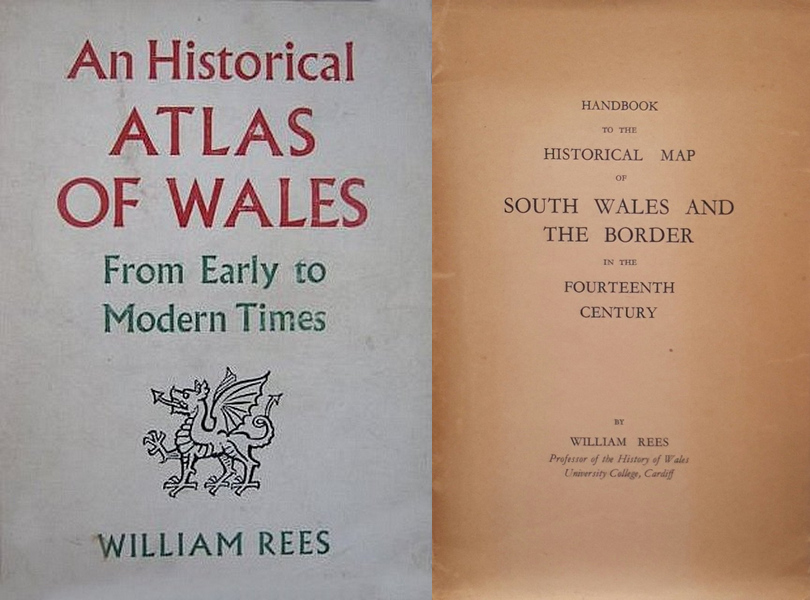 An Historical
ATLAS
OF WALES
From Early to
Modern Times
WILLIAM REES
HANDBOOK
TO THE
HISTORICAL MAP
OF
SOUTH WALES AND
THE BORDER
IN THE
FOURTEENTH
CENTURY
BY
WILLIAM REES
Professor of the History of Wales
University College, Cardiff